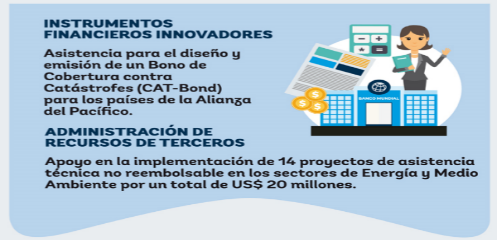 INSTRUMENTOS
FINANCIEROS INNOVADORES
Asistencia para el diseño y
emisión de un Bono de
Cobertura contra
Catástrofes (CAT-Bond)
para los países de la Alianza
del Pacífico.
BANCO MUNDIAL
ADMINISTRACIÓN DE
RECURSOS DE TERCEROS
Apoyo en la implementación de 14 proyectos de asistencia
técnica no reembolsable en los sectores de Energía y Medio
Ambiente por un total de US$ 20 millones.